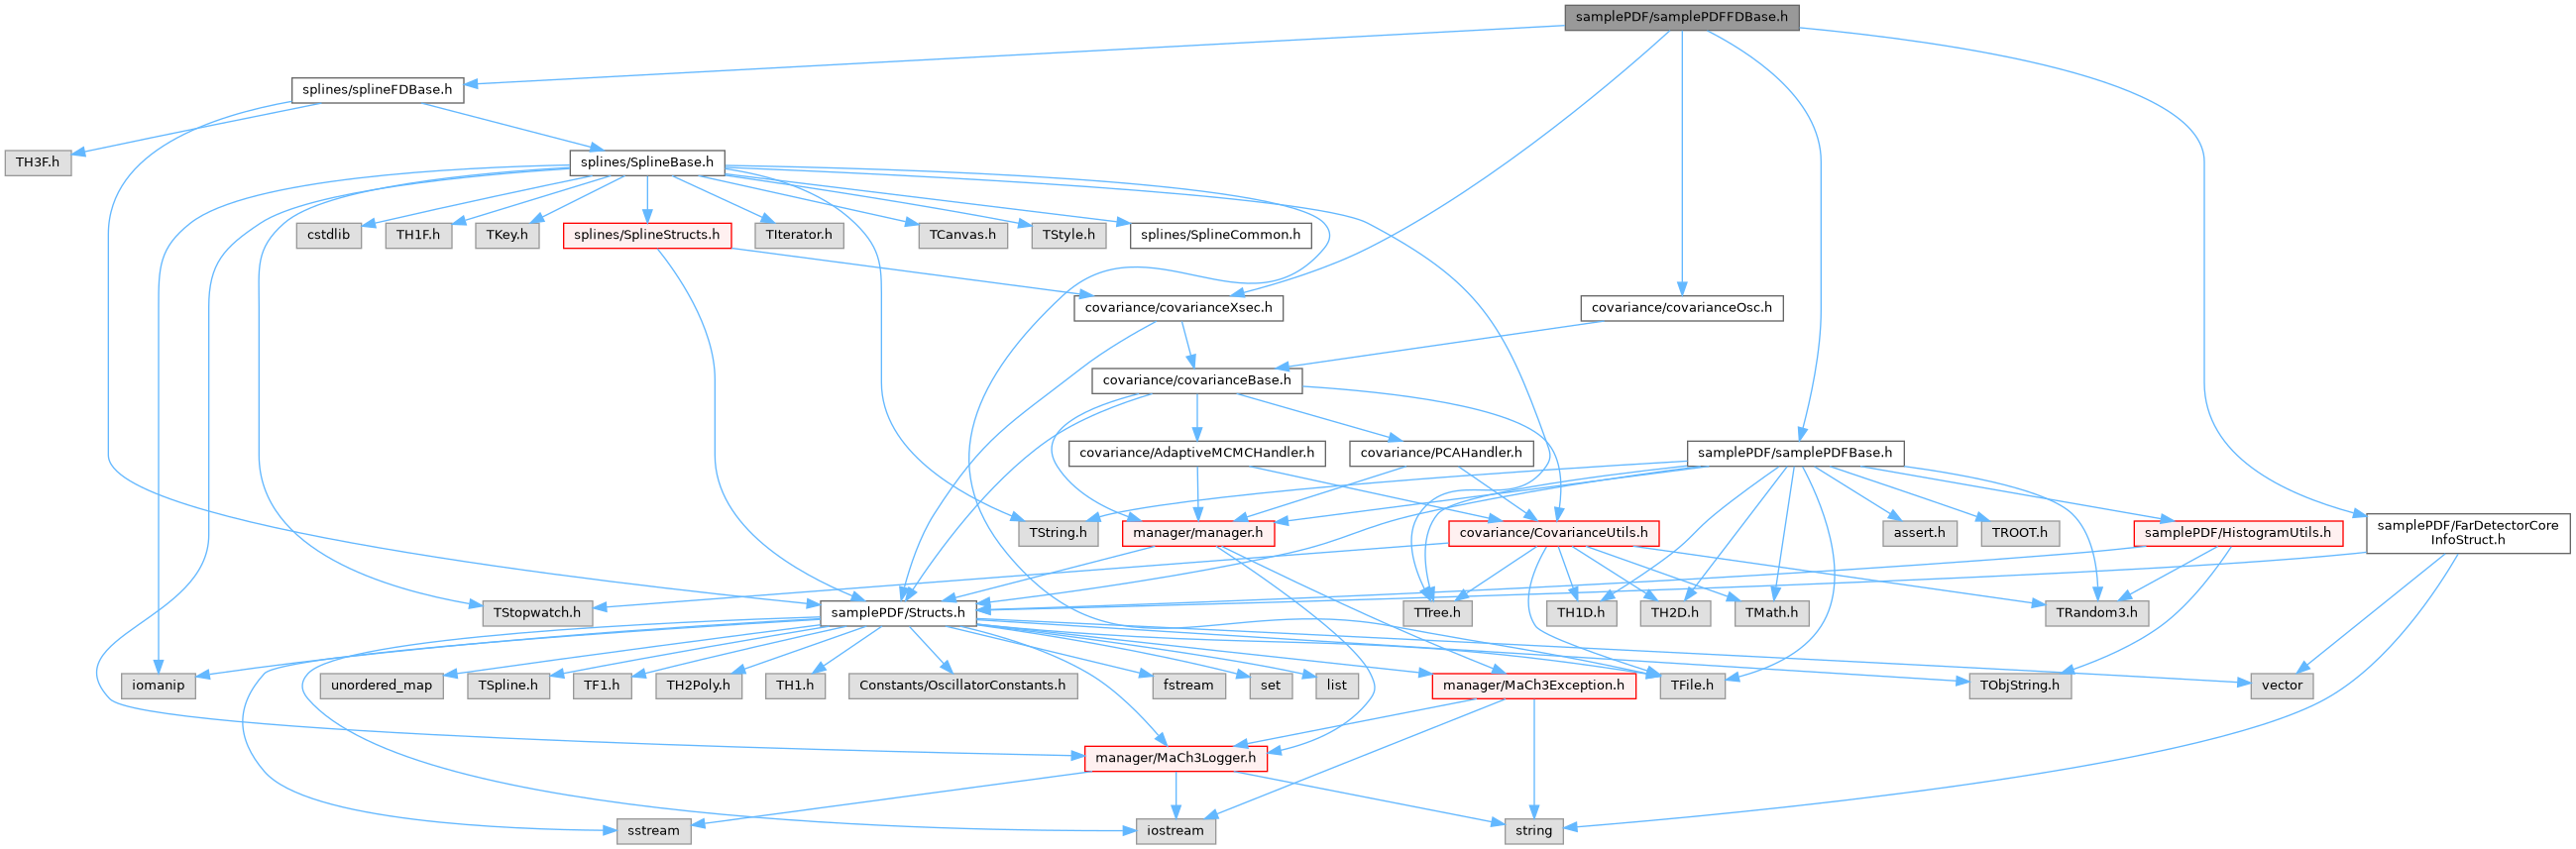 samplePDF/samplePDFFDBase.h
splines/splineFDBase.h
TH3F.h
splines/SplineBase.h
cstdlib
TH1F.h
TKey.h
splines/SplineStructs.h
TIterator.h
TCanvas.h
TStyle.h
splines/SplineCommon.h
covariance/covarianceXsec.h
covariance/covarianceOsc.h
covariance/covarianceBase.h
covariance/AdaptiveMCMCHandler.h
covariance/PCAHandler.h
samplePDF/samplePDFBase.h
TString.h
manager/manager.h
covariance/CovarianceUtils.h
assert.h
TROOT.h
samplePDF/HistogramUtils.h
samplePDF/FarDetectorCore
InfoStruct.h
TStopwatch.h
samplePDF/Structs.h
TTree.h
TH1D.h
TH2D.h
TMath.h
TRandom3.h
iomanip
unordered_map
TSpline.h
TF1.h
TH2Poly.h
TH1.h
Constants/OscillatorConstants.h
fstream
set
list
manager/MaCh3Exception.h
TFile.h
TObjString.h
vector
manager/MaCh3Logger.h
sstream
iostream
string